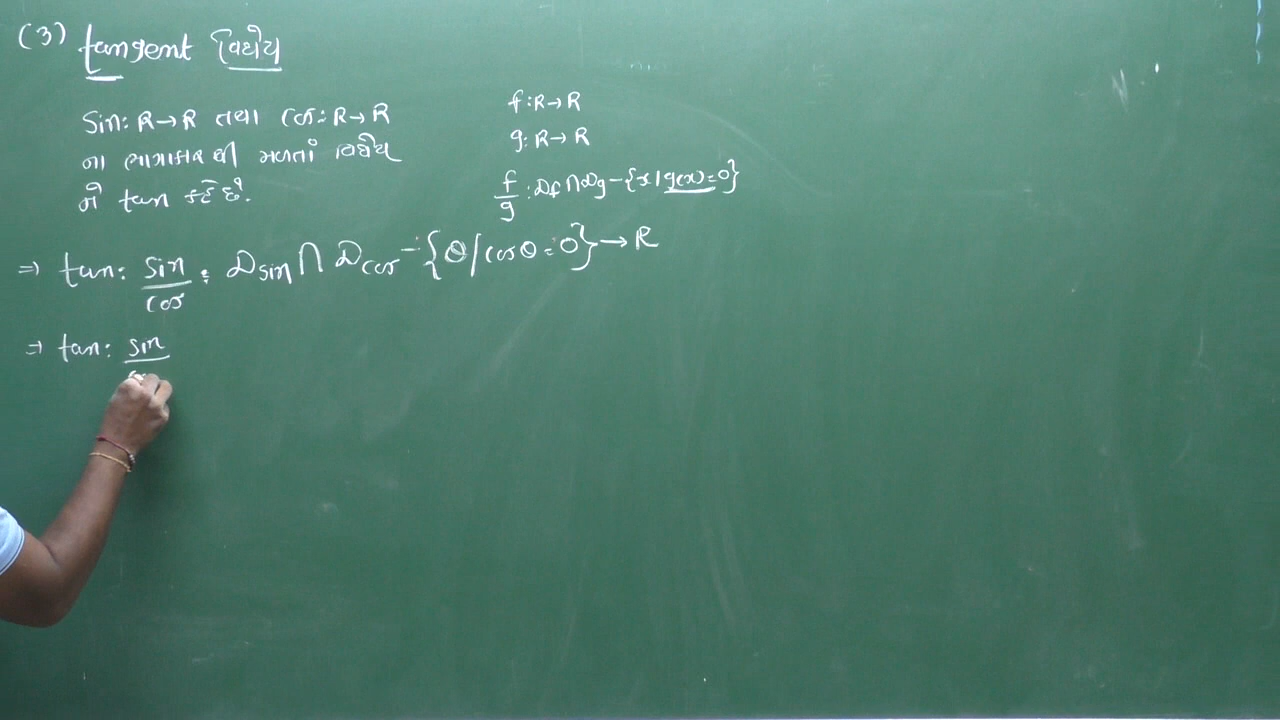 (3) tangent વિધેય
Sin: R→R તથા cos: R→R
ના ભાગાકાર થી મળતાં વિધેય
ને tan કહે છે.
f: R→R
g: R→R
f/g : Df ∩ Dg - {x / g(x) = 0}
⇒ tan: sin/cos : Dsin ∩ Dcos - {θ / cos θ = 0} → R
⇒ tan: sin